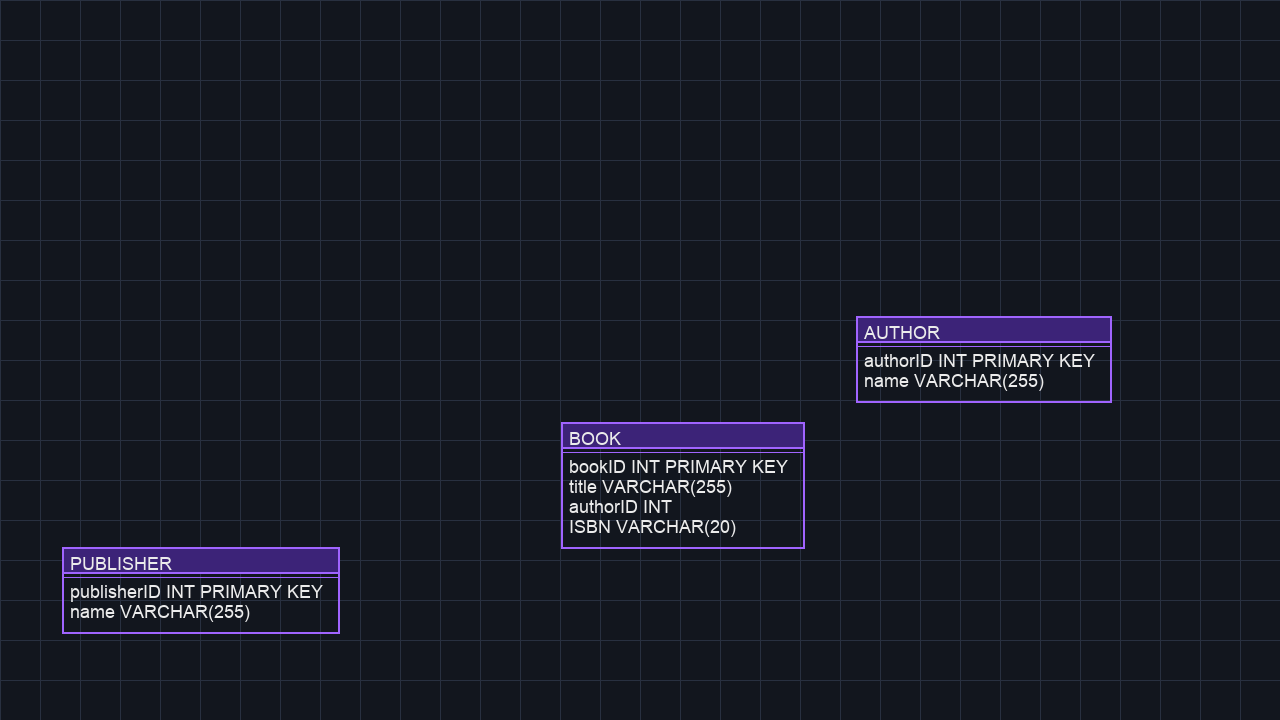 AUTHOR
authorID INT PRIMARY KEY
name VARCHAR(255)
BOOK
bookID INT PRIMARY KEY
title VARCHAR(255)
authorID INT
ISBN VARCHAR(20)
PUBLISHER
publisherID INT PRIMARY KEY
name VARCHAR(255)